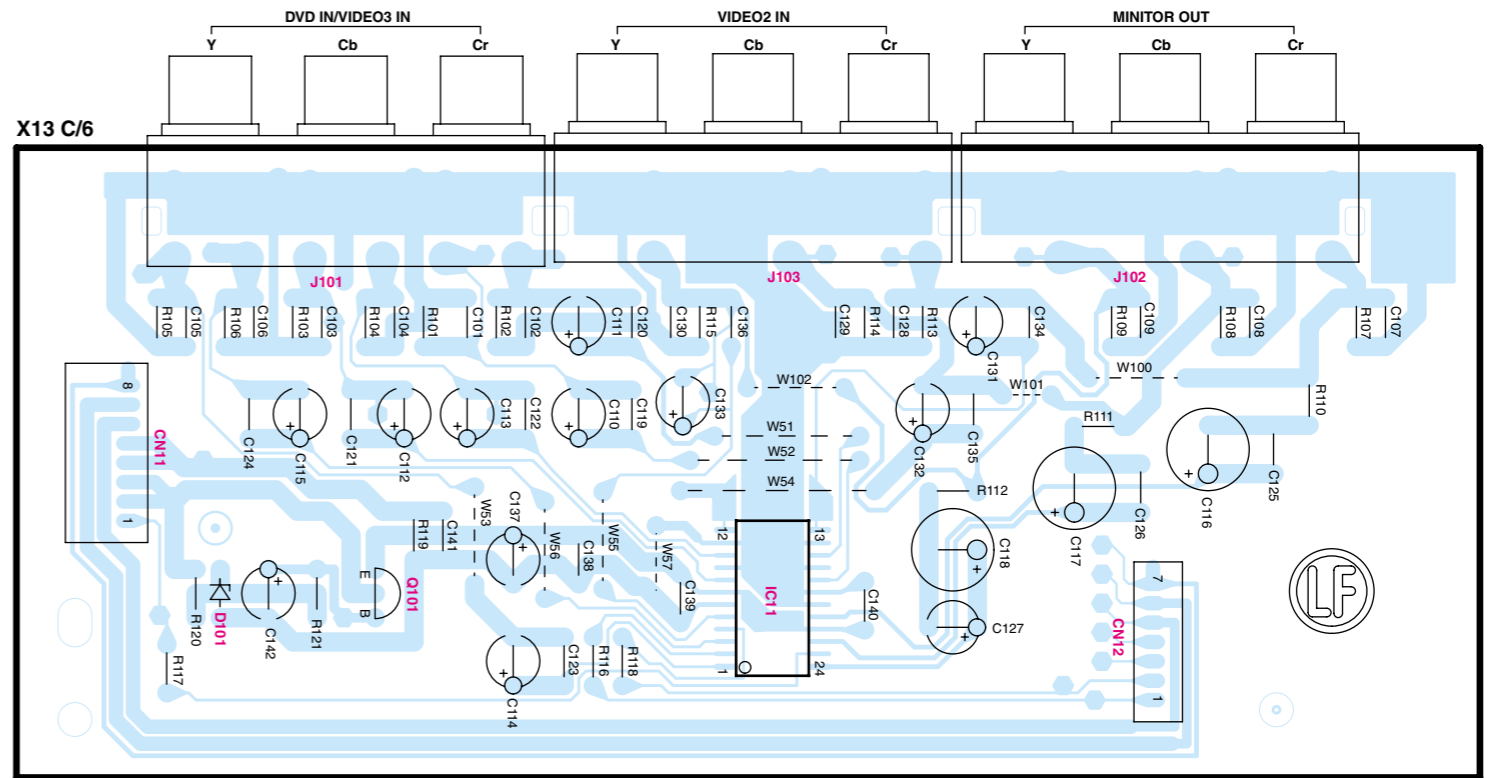 DVD IN/VIDEO3 IN VIDEO2 IN MINITOR OUT
Y Cb Cr Y Cb Cr Y Cb Cr
X13 C/6
J101 J103 J102
R105 C105 R106 C106 R103 C103 R104 C104 R101 C101 R102 C102 + C111 C120 C130 R115 C136 C129 R114 C128 R113 + C131 C134 R109 C109 R108 C108 R107 C107
8 CN11 1
C124 + C115 C121 + C112 + C113 C122 + C110 C119 + C133 W102 + C132 C135 W101 W100 R111 R110
W51
W52
W54 R112 + C117 C126 + C116 C125
R119 C141 W53 C137 + W56 C138 W55 W57 C139 12 13 IC11 1 24 C140 + C118
R120 D101 + C142 R121 E B Q101 + C127 7 CN12 1 LF
R117 + C114 C123 R116 R118